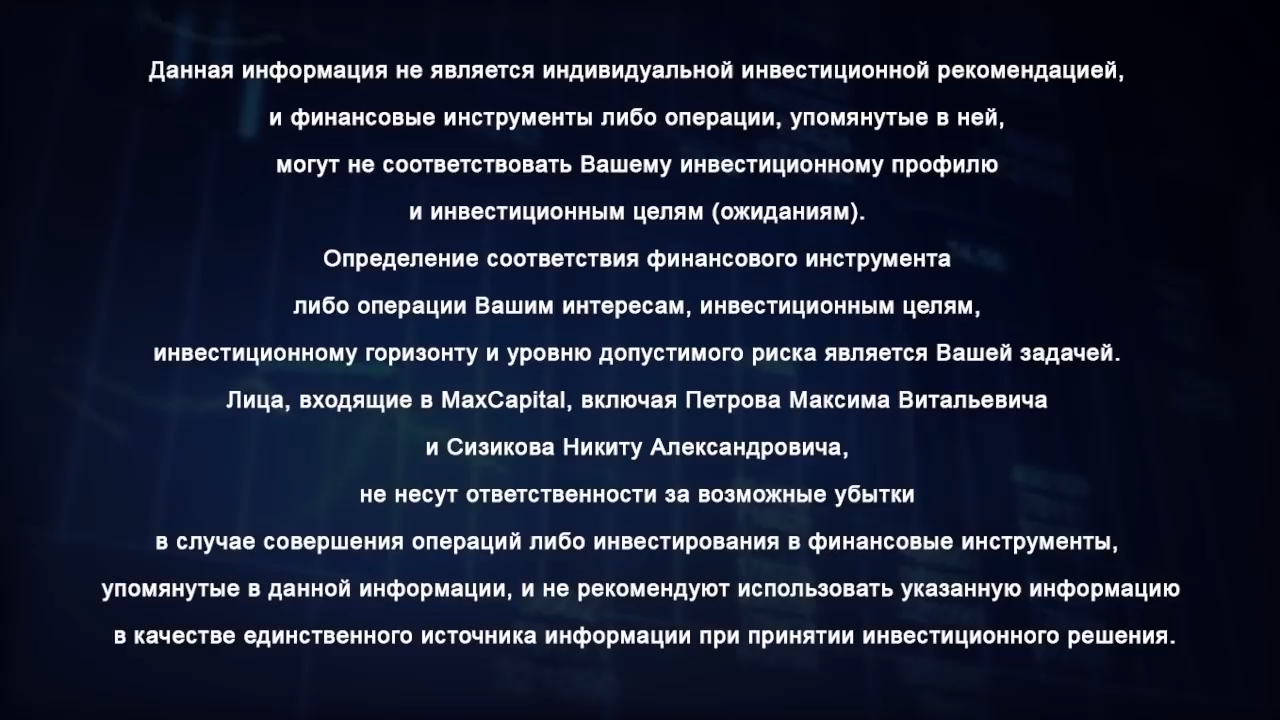 Данная информация не является индивидуальной инвестиционной рекомендацией,
и финансовые инструменты либо операции, упомянутые в ней,
могут не соответствовать Вашему инвестиционному профилю
и инвестиционным целям (ожиданиям).
Определение соответствия финансового инструмента
либо операции Вашим интересам, инвестиционным целям,
инвестиционному горизонту и уровню допустимого риска является Вашей задачей.
Лица, входящие в MaxCapital, включая Петрова Максима Витальевича
и Сизикова Никиту Александровича,
не несут ответственности за возможные убытки
в случае совершения операций либо инвестирования в финансовые инструменты,
упомянутые в данной информации, и не рекомендуют использовать указанную информацию
в качестве единственного источника информации при принятии инвестиционного решения.